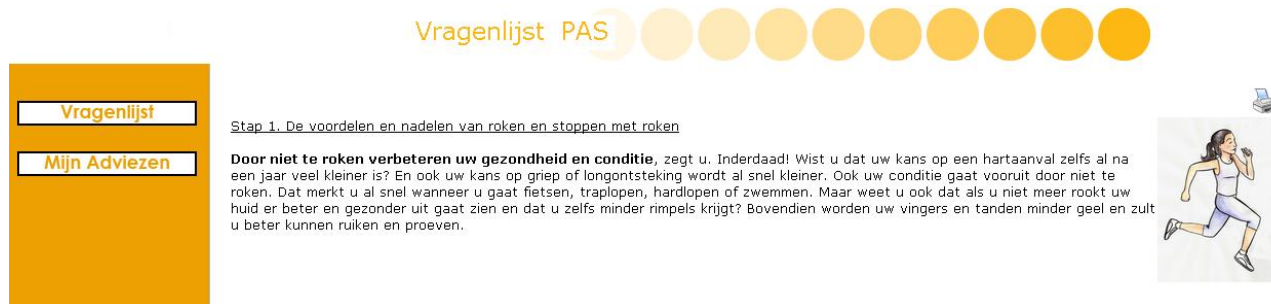 Vragenlijst PAS
Vragenlijst
Mijn Adviezen
Stap 1. De voordelen en nadelen van roken en stoppen met roken
Door niet te roken verbeteren uw gezondheid en conditie, zegt u. Inderdaad! Wist u dat uw kans op een hartaanval zelfs al na
een jaar veel kleiner is? En ook uw kans op griep of longontsteking wordt al snel kleiner. Ook uw conditie gaat vooruit door niet te
roken. Dat merkt u al snel wanneer u gaat fietsen, traplopen, hardlopen of zwemmen. Maar weet u ook dat als u niet meer rookt uw
huid er beter en gezonder uit gaat zien en dat u zelfs minder rimpels krijgt? Bovendien worden uw vingers en tanden minder geel en zult
u beter kunnen ruiken en proeven.